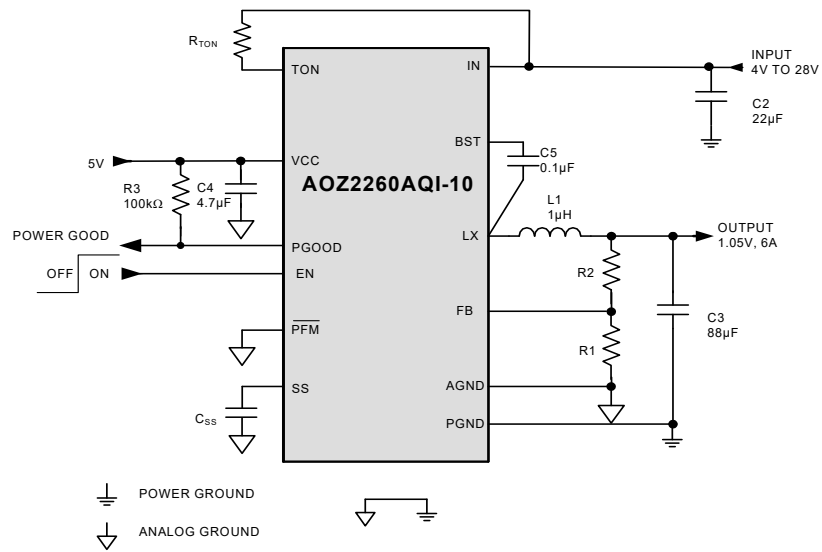 R_TON
TON
IN
INPUT
4V TO 28V
C2
22µF
BST
5V
VCC
C5
0.1µF
R3
100kΩ
C4
4.7µF
AOZ2260AQI-10
L1
1µH
POWER GOOD
PGOOD
LX
OUTPUT
1.05V, 6A
OFF ON
EN
R2
FB
PFM
C3
88µF
R1
SS
AGND
C_SS
PGND
POWER GROUND
ANALOG GROUND